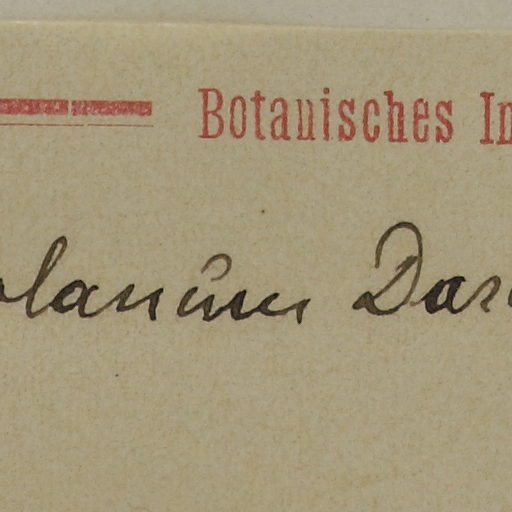 Botanisches In
olanum Dar